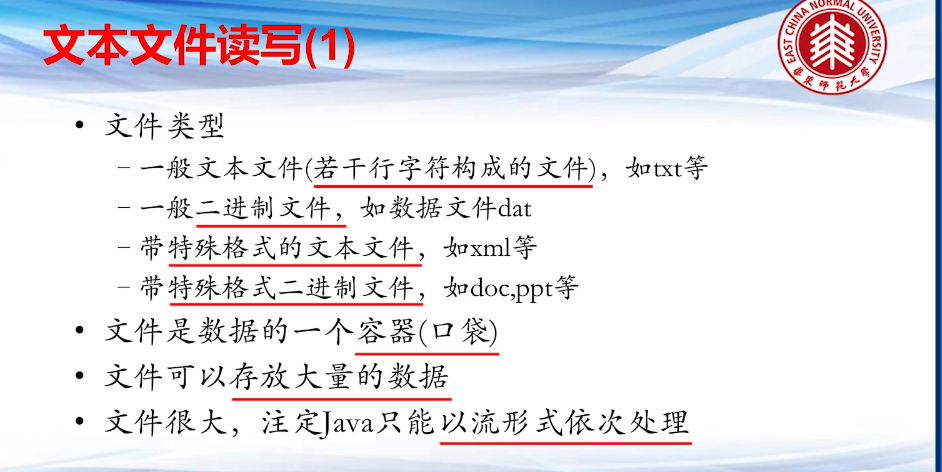 文本文件读写(1)
EAST CHINA NORMAL UNIVERSITY
華東師范大學
• 文件类型
– 一般文本文件(若干行字符构成的文件)，如txt等
– 一般二进制文件，如数据文件dat
– 带特殊格式的文本文件，如xml等
– 带特殊格式二进制文件，如doc,ppt等
• 文件是数据的一个容器(口袋)
• 文件可以存放大量的数据
• 文件很大，注定Java只能以流形式依次处理